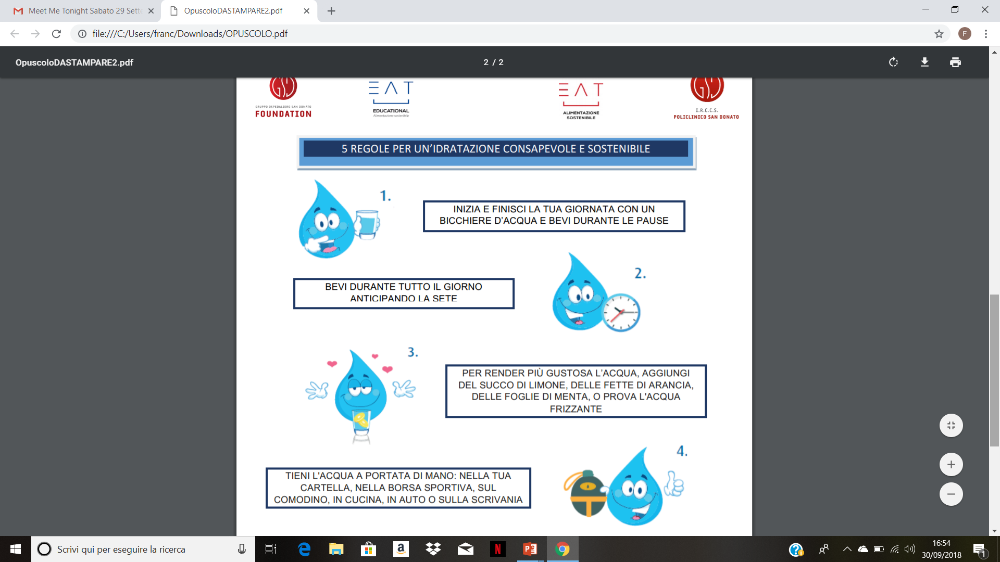 Meet Me Tonight Sabato 29 Sette
OpuscoloDASTAMPARE2.pdf
file:///C:/Users/franc/Downloads/OPUSCOLO.pdf
F
OpuscoloDASTAMPARE2.pdf
2 / 2
GSD
GRUPPO OSPEDALIERO SAN DONATO
FOUNDATION
EAT
EDUCATIONAL
Alimentazione sostenibile
EAT
ALIMENTAZIONE
SOSTENIBILE
GSD
I.R.C.C.S.
POLICLINICO SAN DONATO
5 REGOLE PER UN’IDRATAZIONE CONSAPEVOLE E SOSTENIBILE
1.
INIZIA E FINISCI LA TUA GIORNATA CON UN
BICCHIERE D’ACQUA E BEVI DURANTE LE PAUSE
2.
BEVI DURANTE TUTTO IL GIORNO
ANTICIPANDO LA SETE
3.
PER RENDER PIÙ GUSTOSA L’ACQUA, AGGIUNGI
DEL SUCCO DI LIMONE, DELLE FETTE DI ARANCIA,
DELLE FOGLIE DI MENTA, O PROVA L'ACQUA
FRIZZANTE
4.
TIENI L'ACQUA A PORTATA DI MANO: NELLA TUA
CARTELLA, NELLA BORSA SPORTIVA, SUL
COMODINO, IN CUCINA, IN AUTO O SULLA SCRIVANIA
Scrivi qui per eseguire la ricerca
16:54
30/09/2018
1